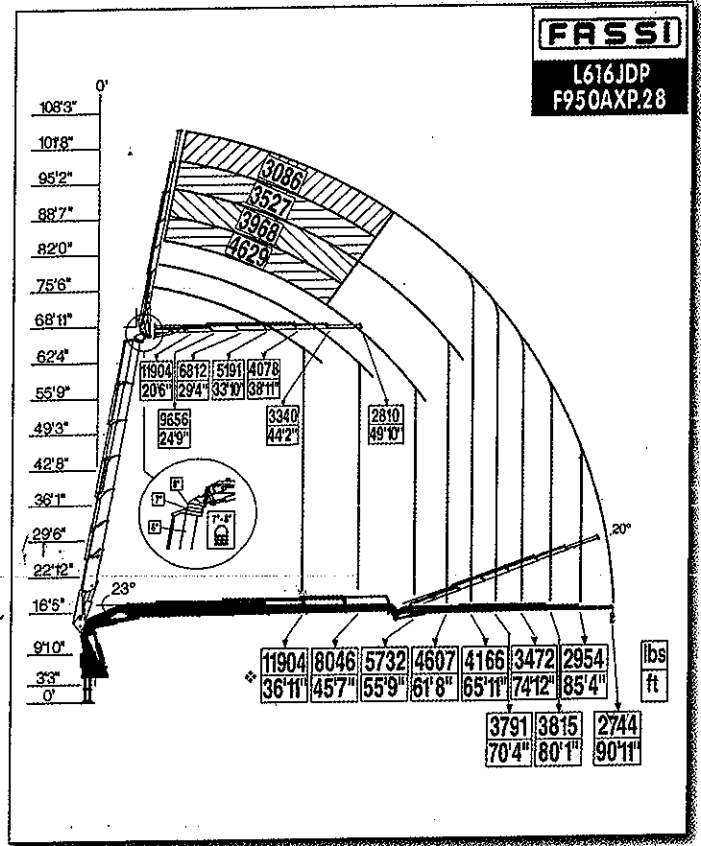 FASSI
L616JDP
F950AXP.28
0'
108'3"
101'8"
95'2"
88'7"
82'0"
75'6"
68'11"
62'4"
55'9"
49'3"
42'8"
36'1"
29'6"
22'12"
16'5"
9'10"
3'3"
0'
3086
3527
3968
4629
11904 6812 5191 4078
20'6" 29'4" 33'10" 38'11"
9656 3340 2810
24'9" 44'2" 49'10"
8°
7°
6°
7°-8°
20°
23°
11904 8046 5732 4607 4166 3472 2954 lbs
36'11" 45'7" 55'9" 61'8" 65'11" 74'12" 85'4" ft
3791 3815 2744
70'4" 80'1" 90'11"